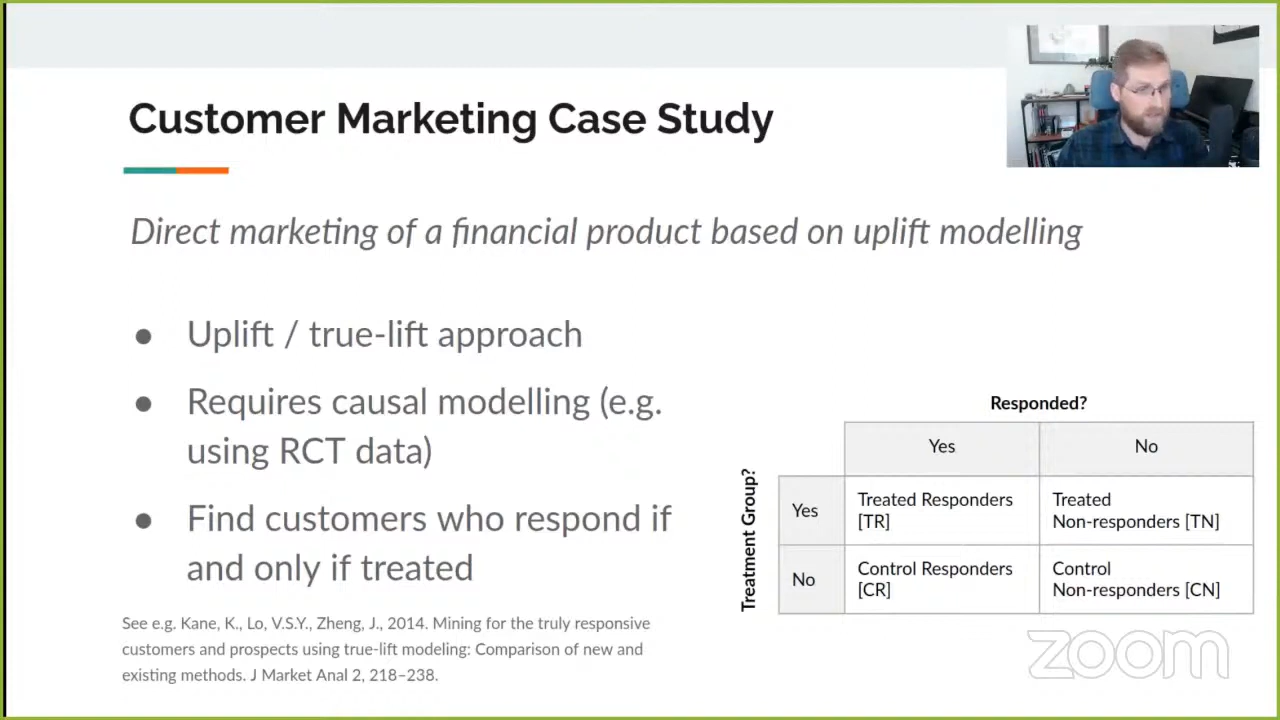 Customer Marketing Case Study
Direct marketing of a financial product based on uplift modelling
● Uplift / true-lift approach
● Requires causal modelling (e.g.
using RCT data)
● Find customers who respond if
and only if treated
See e.g. Kane, K., Lo, V.S.Y., Zheng, J., 2014. Mining for the truly responsive
customers and prospects using true-lift modeling: Comparison of new and
existing methods. J Market Anal 2, 218–238.
Responded?
Yes No
Treatment Group?
Yes
Treated Responders
[TR]
Treated
Non-responders [TN]
No
Control Responders
[CR]
Control
Non-responders [CN]
zoom